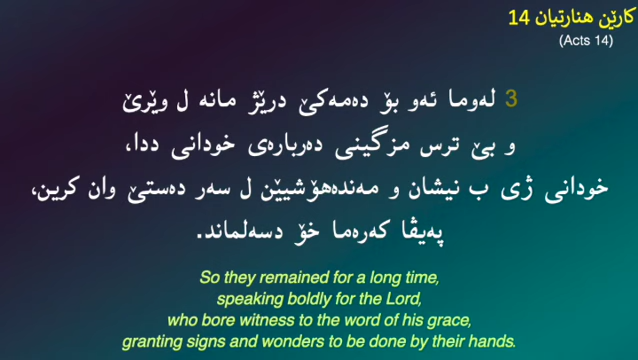 کارێن هنارتیان 14
(Acts 14)
3 لەوما ئەو بۆ دەمەکێ درێژ مانە ل وێرێ
و بێ ترس مزگینی دەربارەی خودانی ددا،
خودانی ژی ب نیشان و مەندەهۆشییێن ل سەر دەستێ وان کرین،
پەیڤا کەرەما خۆ دسەلماند.
So they remained for a long time,
speaking boldly for the Lord,
who bore witness to the word of his grace,
granting signs and wonders to be done by their hands.